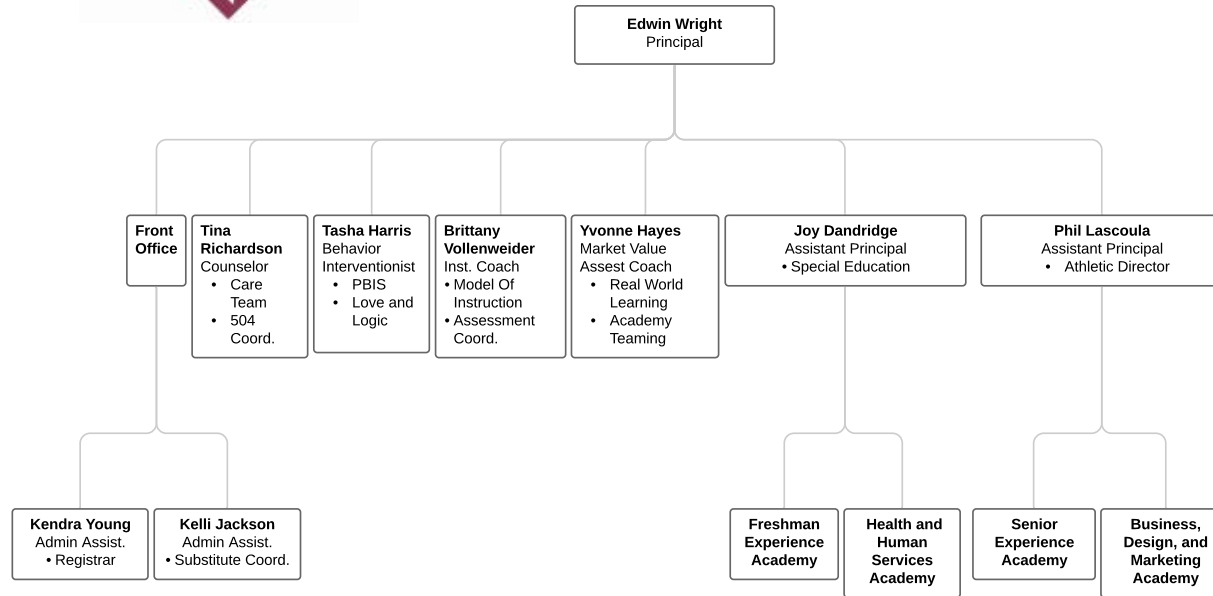 Edwin Wright
Principal
Front
Office
Tina
Richardson
Counselor
• Care
Team
• 504
Coord.
Tasha Harris
Behavior
Interventionist
• PBIS
• Love and
Logic
Brittany
Vollenweider
Inst. Coach
• Model Of
Instruction
• Assessment
Coord.
Yvonne Hayes
Market Value
Assest Coach
• Real World
Learning
• Academy
Teaming
Joy Dandridge
Assistant Principal
• Special Education
Phil Lascoula
Assistant Principal
• Athletic Director
Kendra Young
Admin Assist.
• Registrar
Kelli Jackson
Admin Assist.
• Substitute Coord.
Freshman
Experience
Academy
Health and
Human
Services
Academy
Senior
Experience
Academy
Business,
Design, and
Marketing
Academy